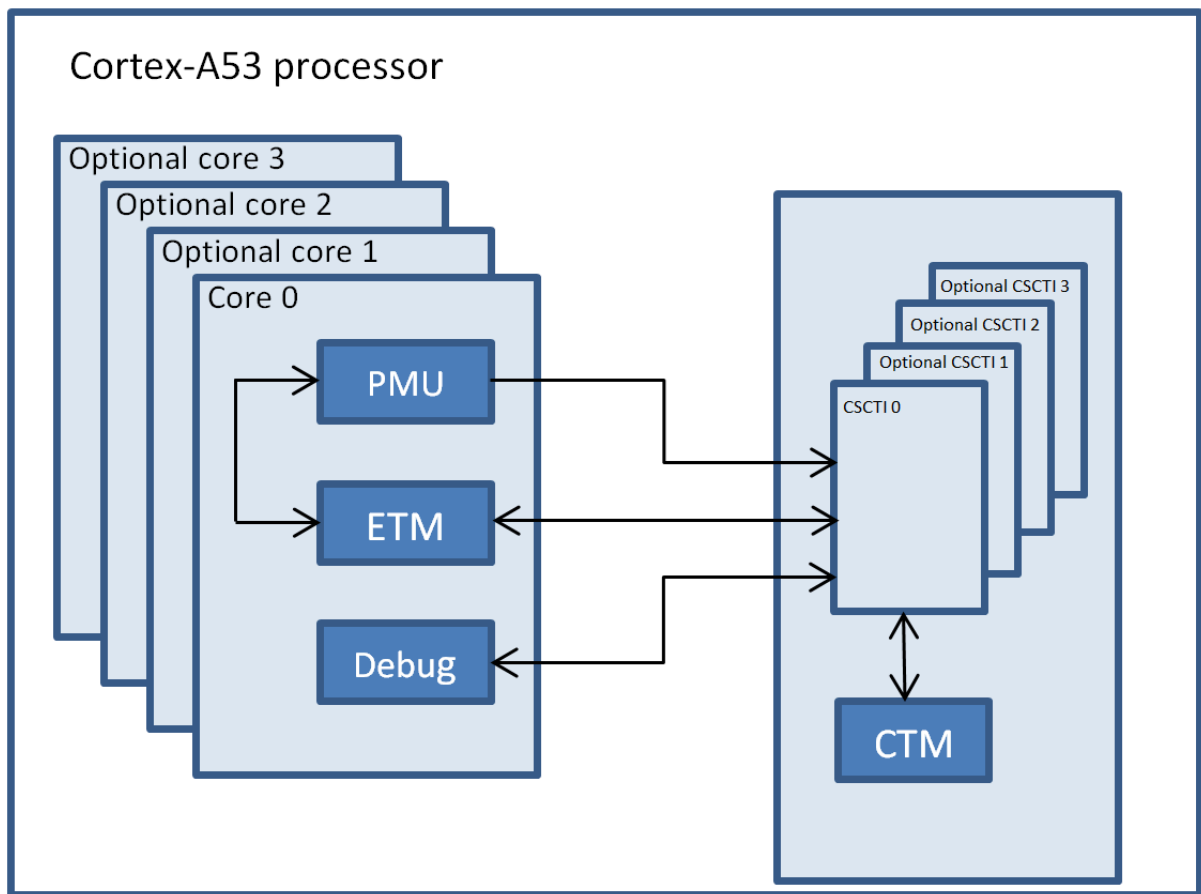 Cortex-A53 processor
Optional core 3
Optional core 2
Optional core 1
Core 0
PMU
ETM
Debug
Optional CSCTI 3
Optional CSCTI 2
Optional CSCTI 1
CSCTI 0
CTM